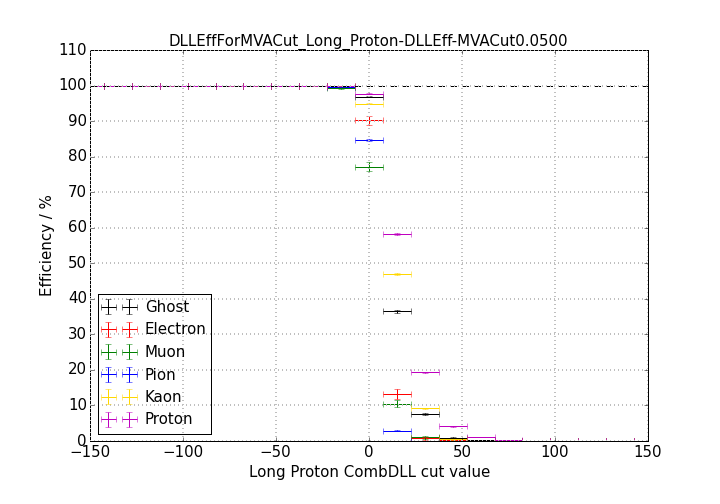 DLLEffForMVACut_Long_Proton-DLLEff-MVACut0.0500
110
100
90
80
70
60
50
40
30
20
10
0
Efficiency / %
Ghost
Electron
Muon
Pion
Kaon
Proton
−150 −100 −50 0 50 100 150
Long Proton CombDLL cut value